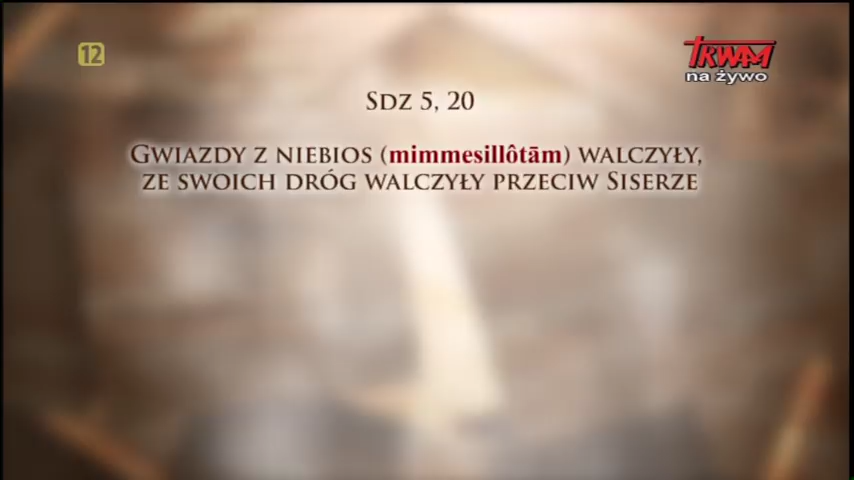 12
TRWAM
na żywo
Sdz 5, 20
Gwiazdy z niebios (mimmesillôtām) walczyły,
ze swoich dróg walczyły przeciw Siserze